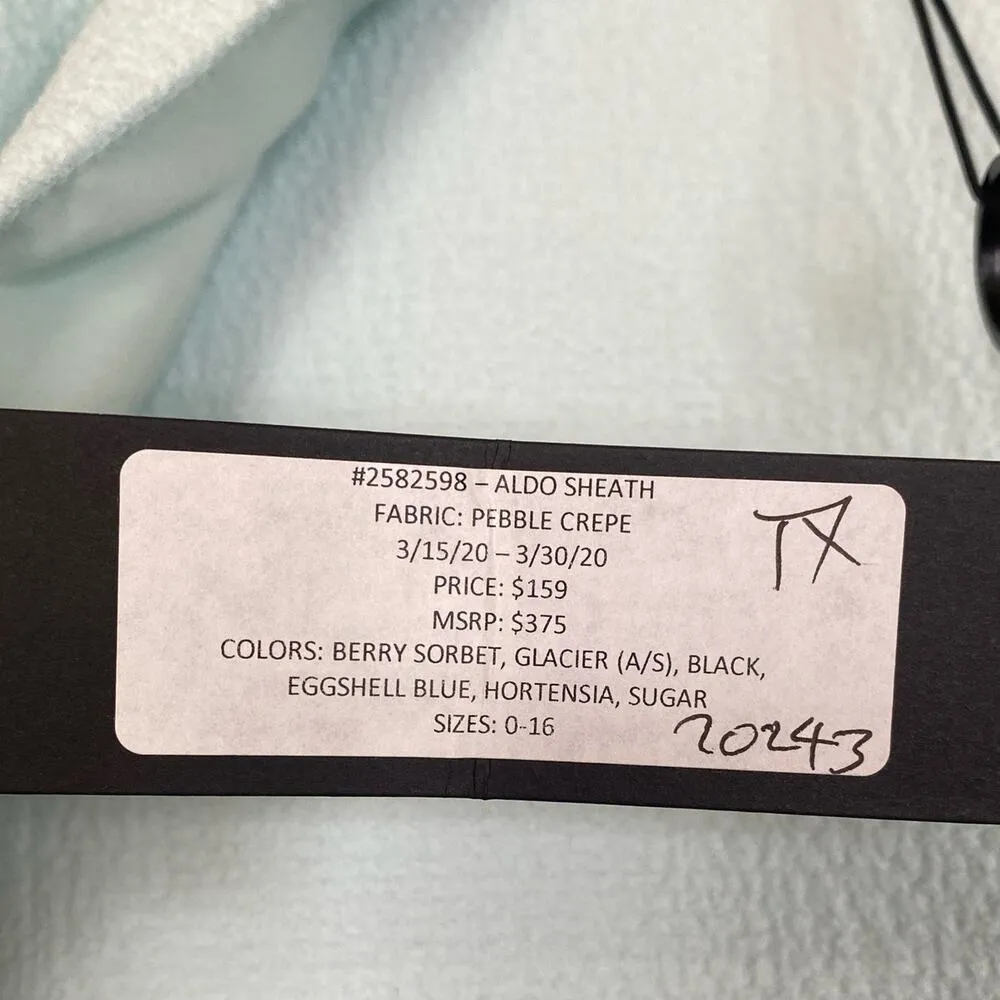 #2582598 – ALDO SHEATH
FABRIC: PEBBLE CREPE
3/15/20 – 3/30/20
PRICE: $159
MSRP: $375
COLORS: BERRY SORBET, GLACIER (A/S), BLACK,
EGGSHELL BLUE, HORTENSIA, SUGAR
SIZES: 0-16
TX
20243